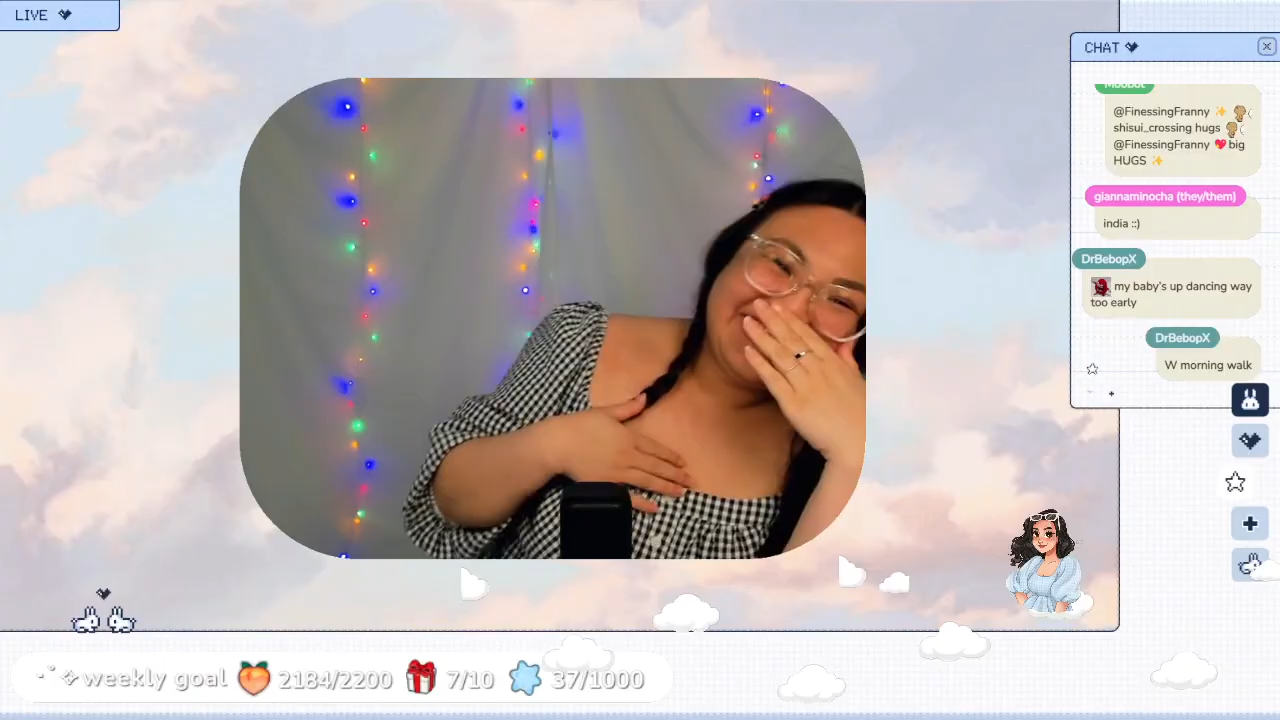 LIVE
CHAT
Moobot
@FinessingFranny
shisui_crossing hugs
@FinessingFranny big
HUGS
giannaminocha (they/them)
india ::)
DrBebopX
my baby's up dancing way
too early
DrBebopX
W morning walk
weekly goal 2184/2200 7/10 37/1000